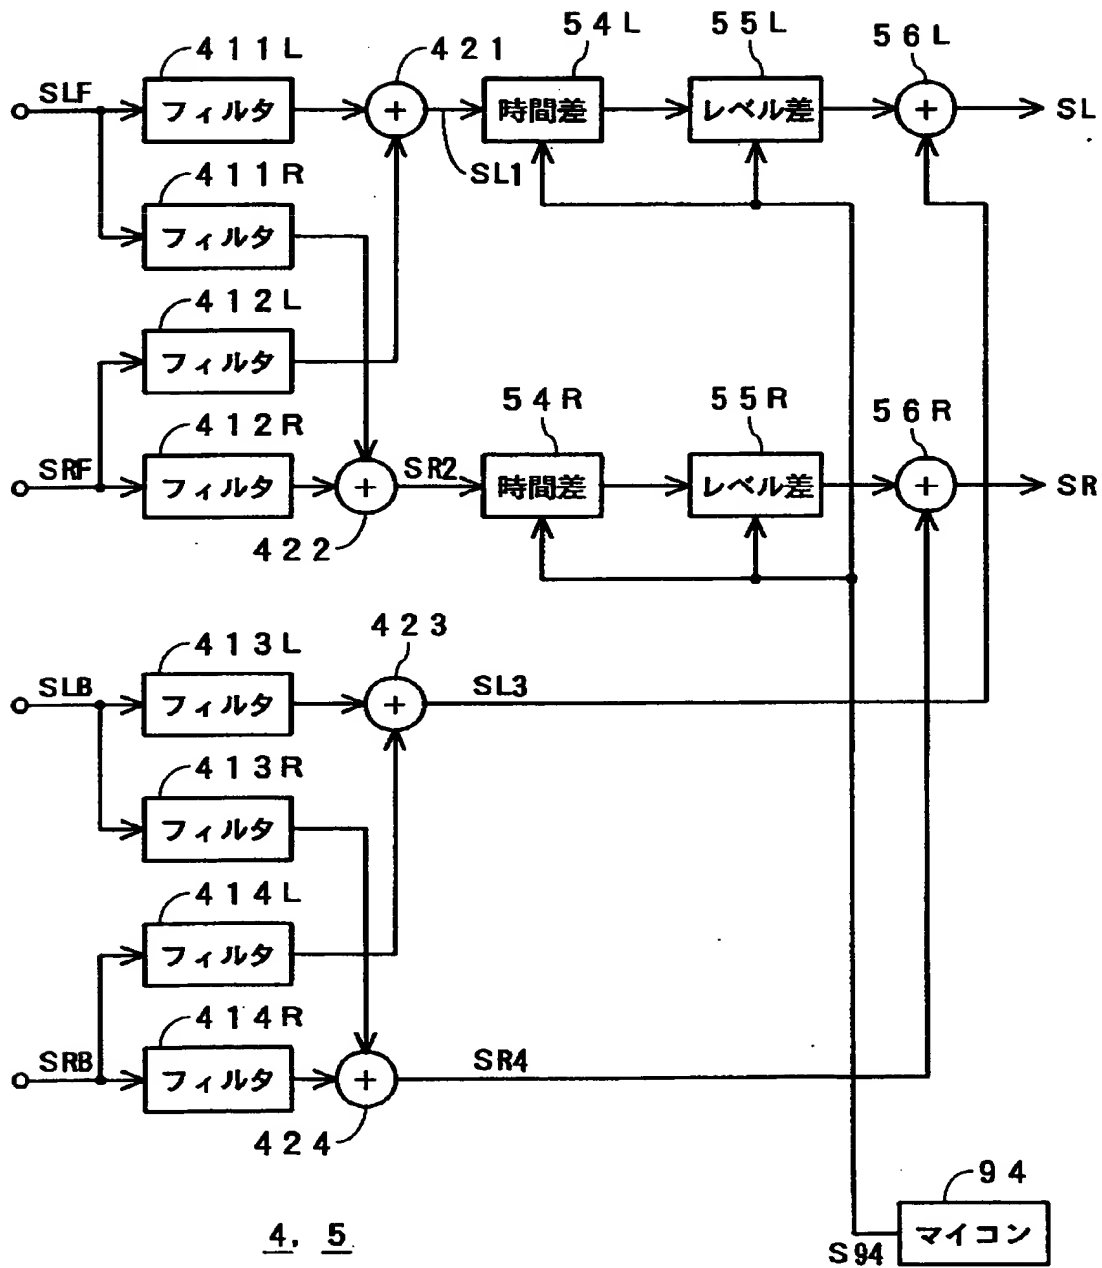 411L
421
54L
55L
56L
SLF
フィルタ
+
時間差
レベル差
+
SL
SL1
411R
フィルタ
412L
フィルタ
54R
55R
56R
412R
SRF
フィルタ
+
SR2
時間差
レベル差
+
SR
422
423
413L
SLB
フィルタ
+
SL3
413R
フィルタ
414L
フィルタ
414R
SRB
フィルタ
+
SR4
424
94
4, 5
マイコン
S94